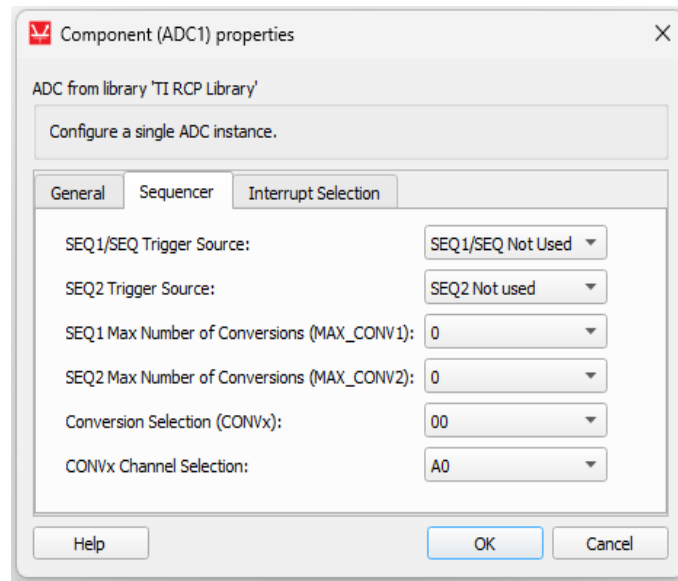 Component (ADC1) properties
ADC from library 'TI RCP Library'
Configure a single ADC instance.
General Sequencer Interrupt Selection
SEQ1/SEQ Trigger Source: SEQ1/SEQ Not Used
SEQ2 Trigger Source: SEQ2 Not used
SEQ1 Max Number of Conversions (MAX_CONV1): 0
SEQ2 Max Number of Conversions (MAX_CONV2): 0
Conversion Selection (CONVx): 00
CONVx Channel Selection: A0
Help OK Cancel